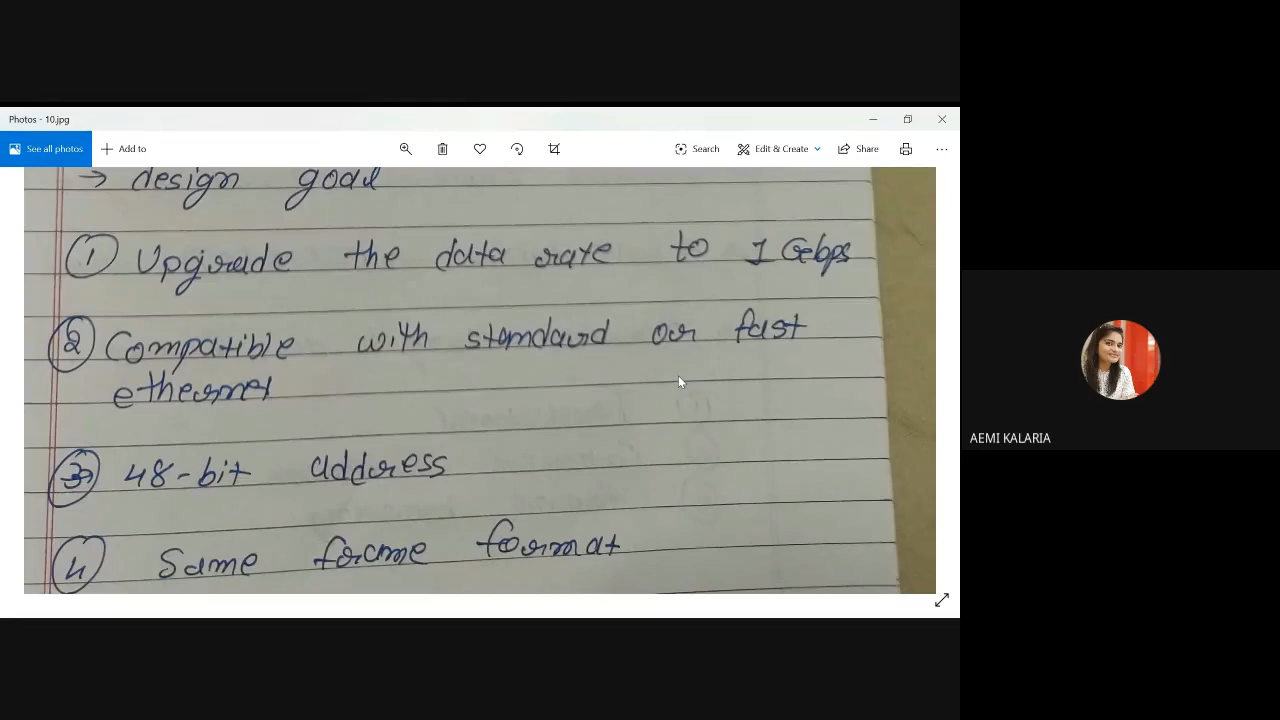 Photos - 10.jpg
See all photos
Add to
Search
Edit & Create
Share
→ design goal
① Upgrade the data rate to 1 Gbps
② Compatible with standard or fast
ethernet
③ 48-bit address
④ Same frame format
AEMI KALARIA